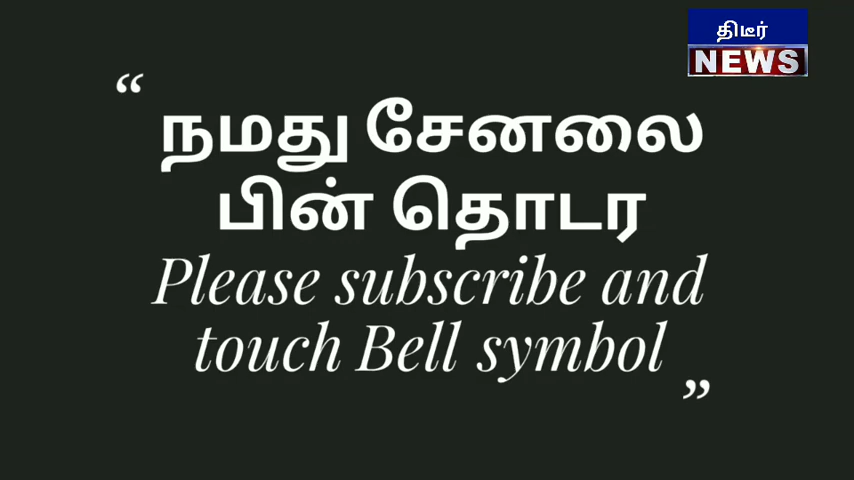 திடீர்
NEWS
“
நமது சேனலை
பின் தொடர
Please subscribe and
touch Bell symbol
”